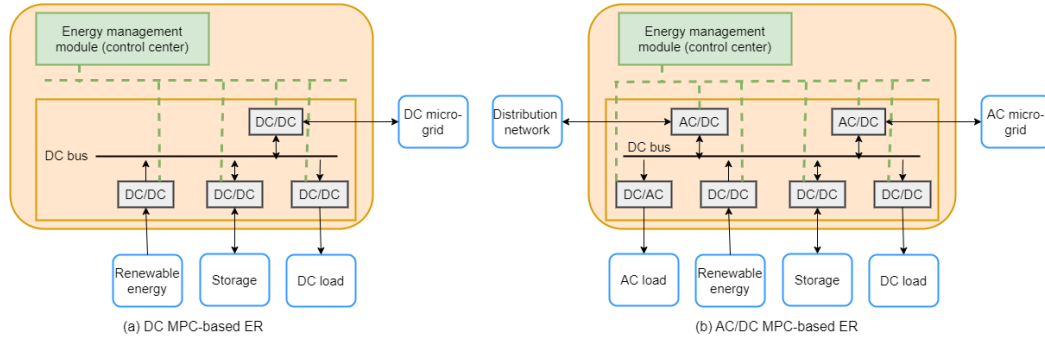 Energy management
module (control center)
DC/DC
DC micro-
grid
DC bus
DC/DC
DC/DC
DC/DC
Renewable
energy
Storage
DC load
(a) DC MPC-based ER
Energy management
module (control center)
Distribution
network
AC/DC
AC/DC
AC micro-
grid
DC bus
DC/AC
DC/DC
DC/DC
DC/DC
AC load
Renewable
energy
Storage
DC load
(b) AC/DC MPC-based ER